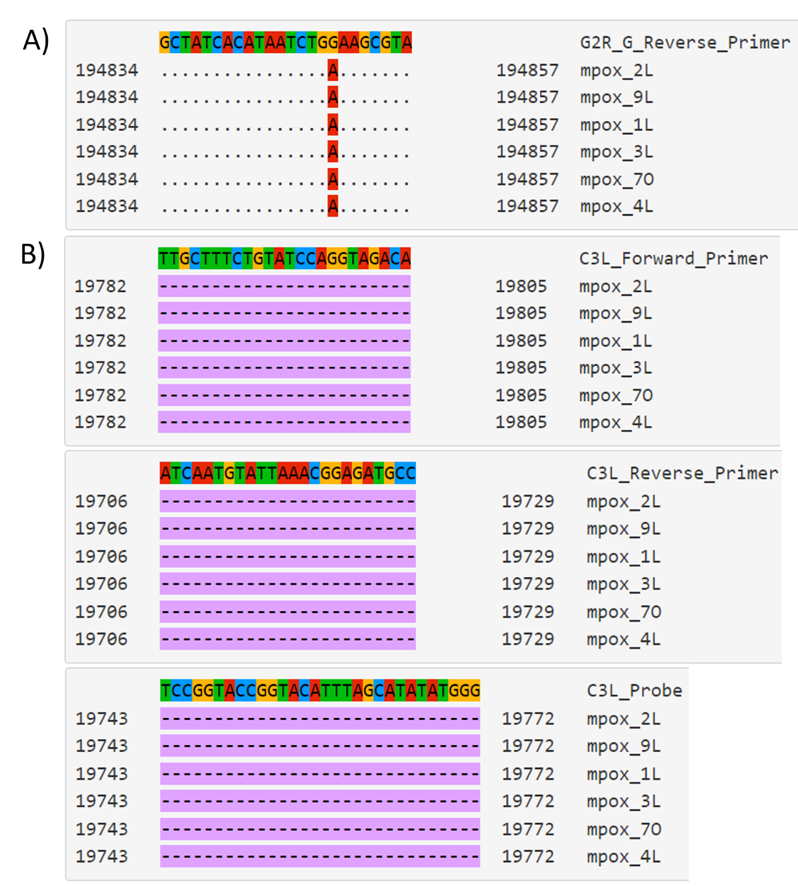 A)
GCTATCACATAATCTGGAAGCGTA G2R_G_Reverse_Primer
194834 ................A....... 194857 mpox_2L
194834 ................A....... 194857 mpox_9L
194834 ................A....... 194857 mpox_1L
194834 ................A....... 194857 mpox_3L
194834 ................A....... 194857 mpox_7O
194834 ................A....... 194857 mpox_4L
B)
TTGCTTTCTGTATCCAGGTAGACA C3L_Forward_Primer
19782 ------------------------ 19805 mpox_2L
19782 ------------------------ 19805 mpox_9L
19782 ------------------------ 19805 mpox_1L
19782 ------------------------ 19805 mpox_3L
19782 ------------------------ 19805 mpox_7O
19782 ------------------------ 19805 mpox_4L
ATCAATGTATTAAACGGAGATGCC C3L_Reverse_Primer
19706 ------------------------ 19729 mpox_2L
19706 ------------------------ 19729 mpox_9L
19706 ------------------------ 19729 mpox_1L
19706 ------------------------ 19729 mpox_3L
19706 ------------------------ 19729 mpox_7O
19706 ------------------------ 19729 mpox_4L
TCCGGTACCGGTACATTTAGCATATATGGG C3L_Probe
19743 ------------------------------ 19772 mpox_2L
19743 ------------------------------ 19772 mpox_9L
19743 ------------------------------ 19772 mpox_1L
19743 ------------------------------ 19772 mpox_3L
19743 ------------------------------ 19772 mpox_7O
19743 ------------------------------ 19772 mpox_4L